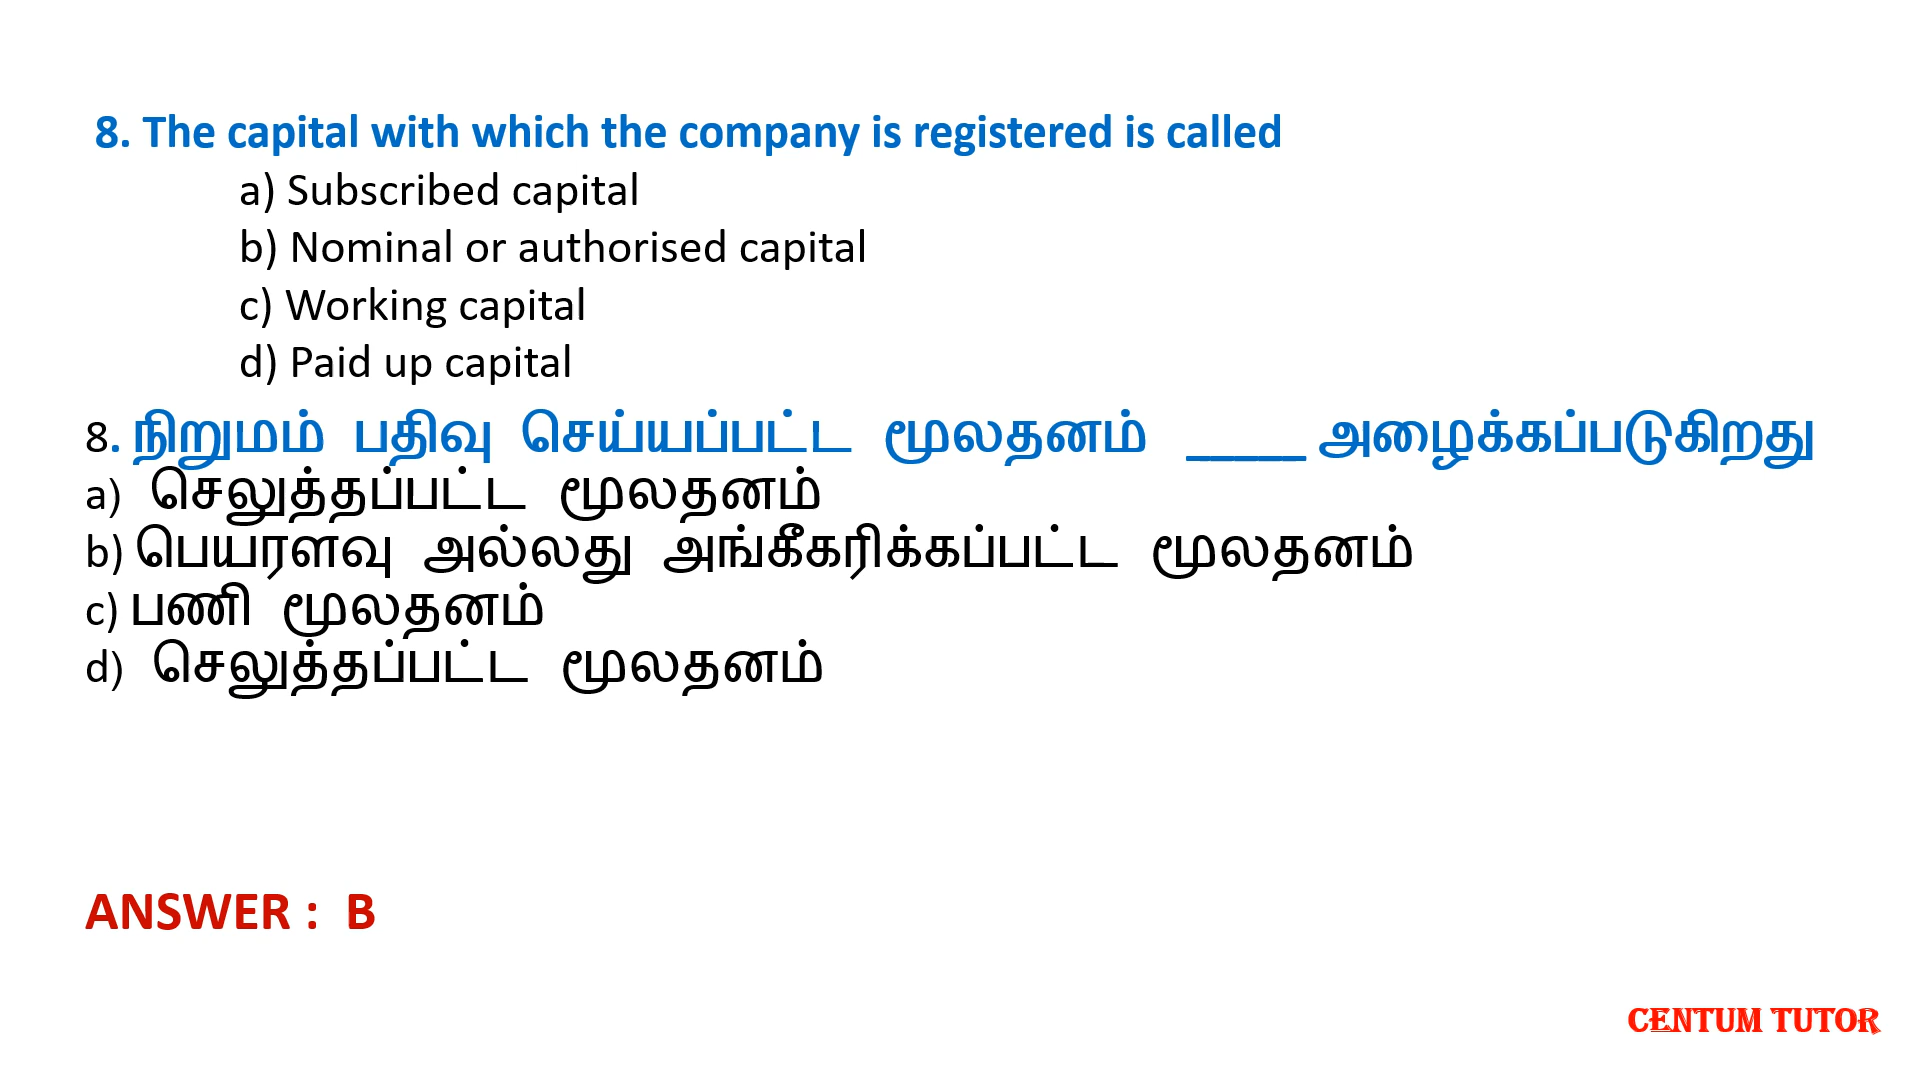 8. The capital with which the company is registered is called
a) Subscribed capital
b) Nominal or authorised capital
c) Working capital
d) Paid up capital
8. நிறுமம் பதிவு செய்யப்பட்ட மூலதனம் _____ அழைக்கப்படுகிறது
a) செலுத்தப்பட்ட மூலதனம்
b) பெயரளவு அல்லது அங்கீகரிக்கப்பட்ட மூலதனம்
c) பணி மூலதனம்
d) செலுத்தப்பட்ட மூலதனம்
ANSWER : B
CENTUM TUTOR